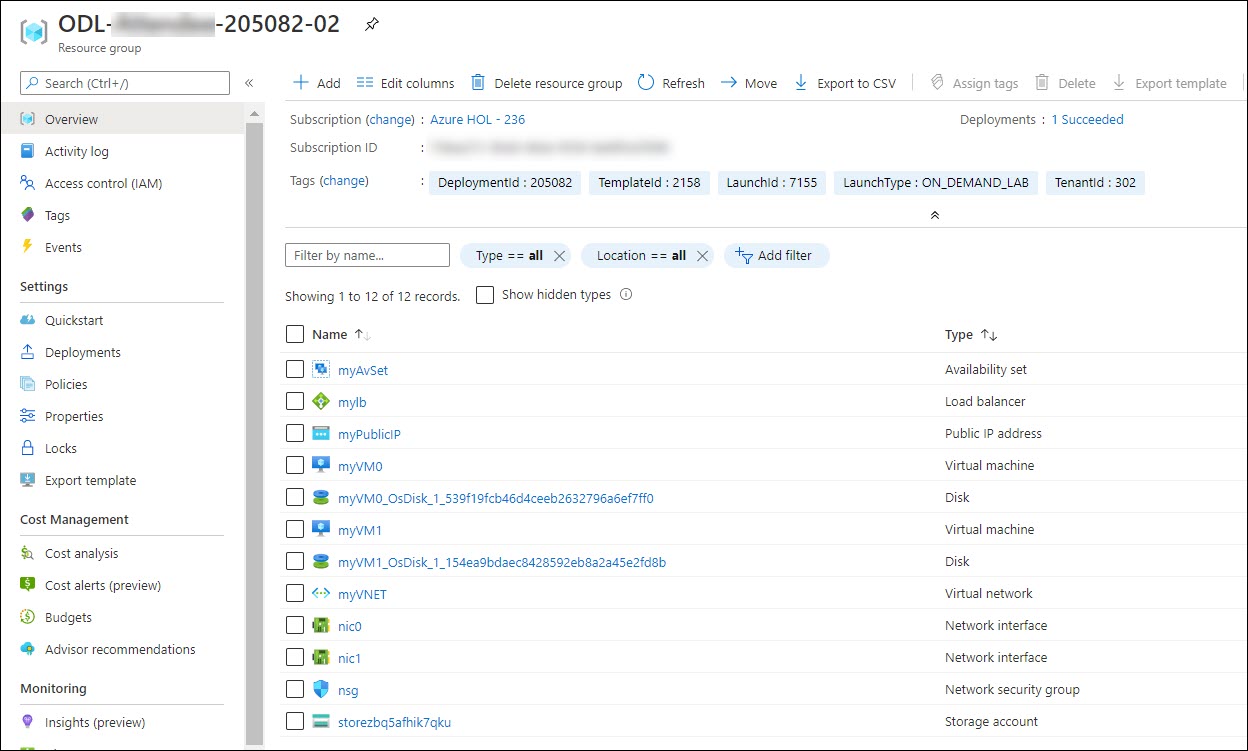 ODL- -205082-02
Resource group
Search (Ctrl+/)
«
Add Edit columns Delete resource group Refresh Move Export to CSV Assign tags Delete Export template
Overview
Activity log
Access control (IAM)
Tags
Events
Settings
Quickstart
Deployments
Policies
Properties
Locks
Export template
Cost Management
Cost analysis
Cost alerts (preview)
Budgets
Advisor recommendations
Monitoring
Insights (preview)
Subscription (change) : Azure HOL - 236
Deployments : 1 Succeeded
Subscription ID :
Tags (change) : DeploymentId : 205082 TemplateId : 2158 LaunchId : 7155 LaunchType : ON_DEMAND_LAB TenantId : 302
Filter by name... Type == all Location == all Add filter
Showing 1 to 12 of 12 records. Show hidden types
Name Type
myAvSet Availability set
mylb Load balancer
myPublicIP Public IP address
myVM0 Virtual machine
myVM0_OsDisk_1_539f19fcb46d4ceeb2632796a6ef7ff0 Disk
myVM1 Virtual machine
myVM1_OsDisk_1_154ea9bdaec8428592eb8a2a45e2fd8b Disk
myVNET Virtual network
nic0 Network interface
nic1 Network interface
nsg Network security group
storezbq5afhik7qku Storage account